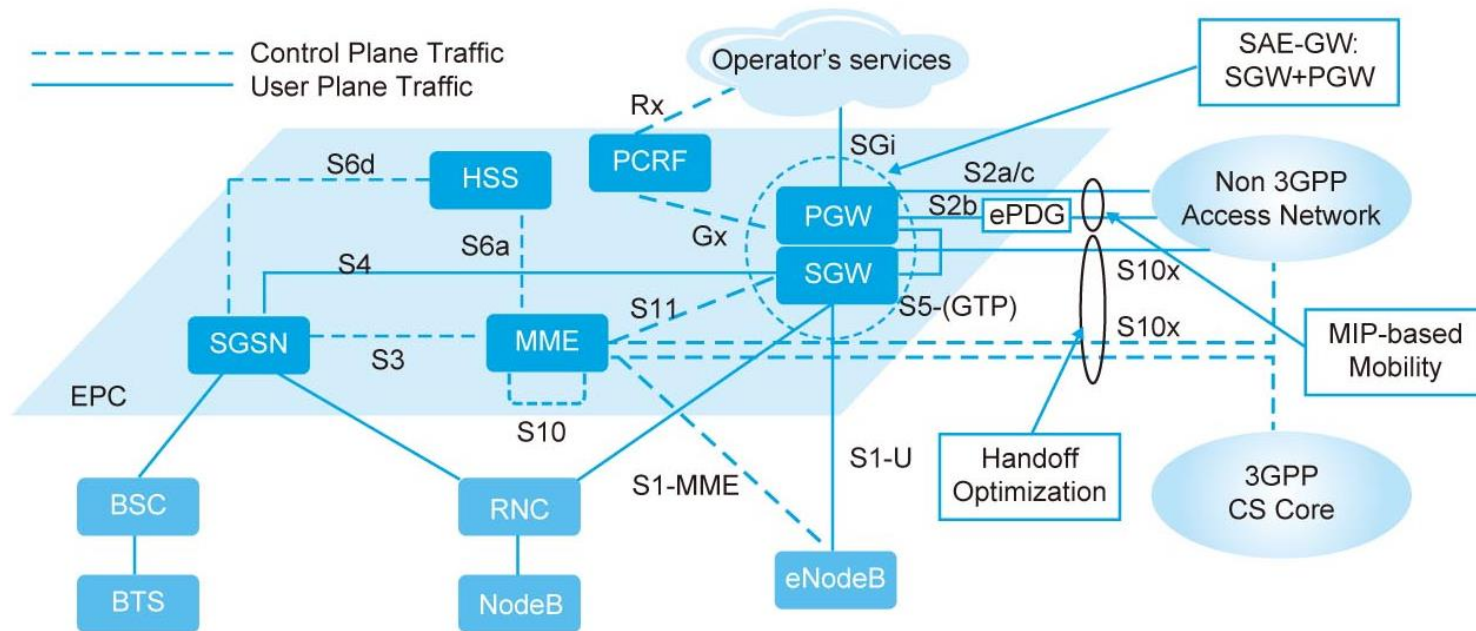 Control Plane Traffic
User Plane Traffic
Operator's services
SAE-GW:
SGW+PGW
Rx
SGi
S6d
HSS
PCRF
S2a/c
Non 3GPP
Access Network
PGW
S2b
ePDG
S6a
Gx
S4
SGW
S10x
S11
S5-(GTP)
SGSN
MME
S10x
MIP-based
Mobility
S3
EPC
S10
S1-U
Handoff
Optimization
S1-MME
3GPP
CS Core
BSC
RNC
eNodeB
BTS
NodeB